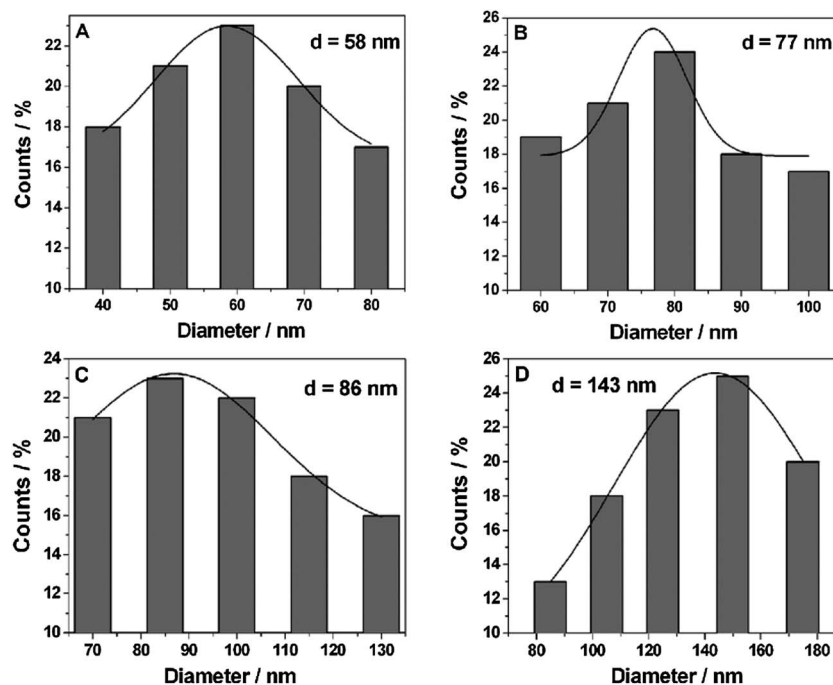 A
d = 58 nm
Counts / %
22
20
18
16
14
12
10
40 50 60 70 80
Diameter / nm
B
d = 77 nm
Counts / %
26
24
22
20
18
16
14
12
10
60 70 80 90 100
Diameter / nm
C
d = 86 nm
Counts / %
24
22
20
18
16
14
12
10
70 80 90 100 110 120 130
Diameter / nm
D
d = 143 nm
Counts / %
26
24
22
20
18
16
14
12
10
80 100 120 140 160 180
Diameter / nm